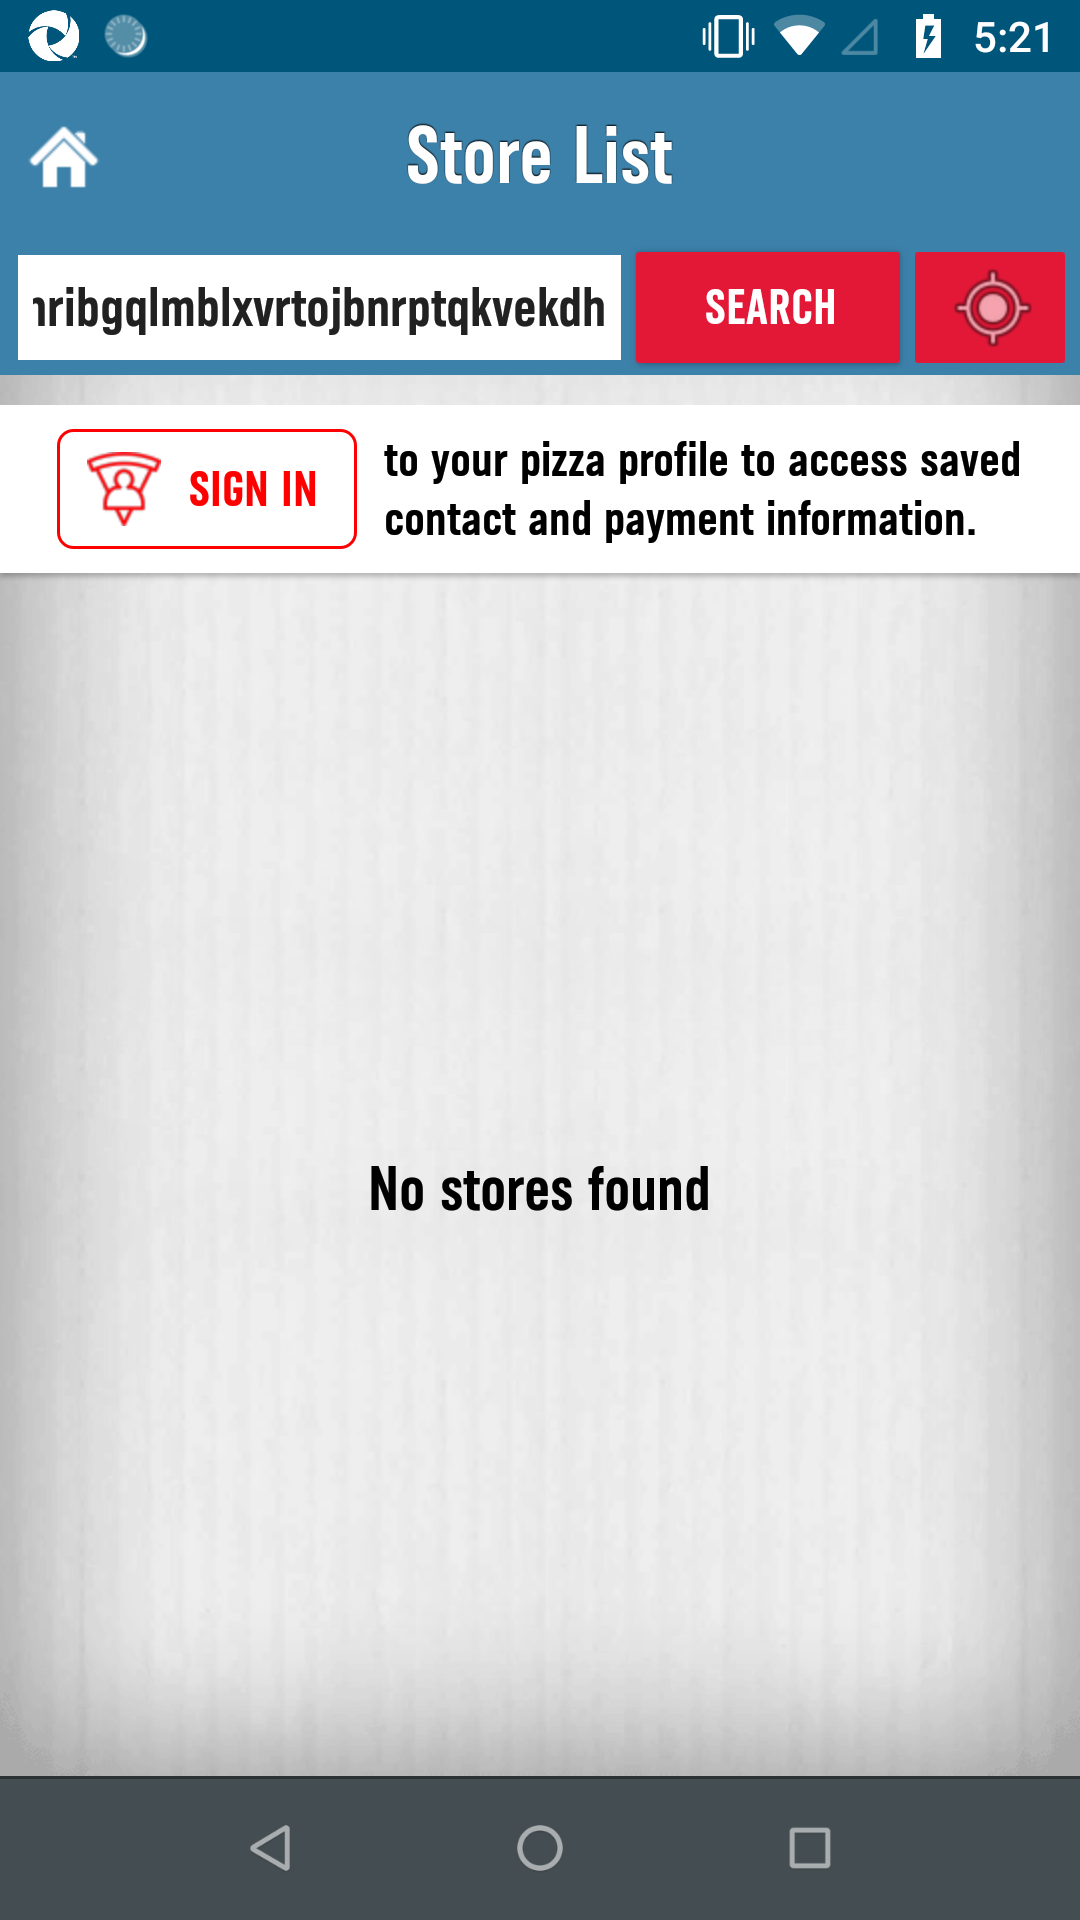 5:21
Store List
nribgqlmblxvrtojbnrptqkvekdh
SEARCH
SIGN IN
to your pizza profile to access saved
contact and payment information.
No stores found